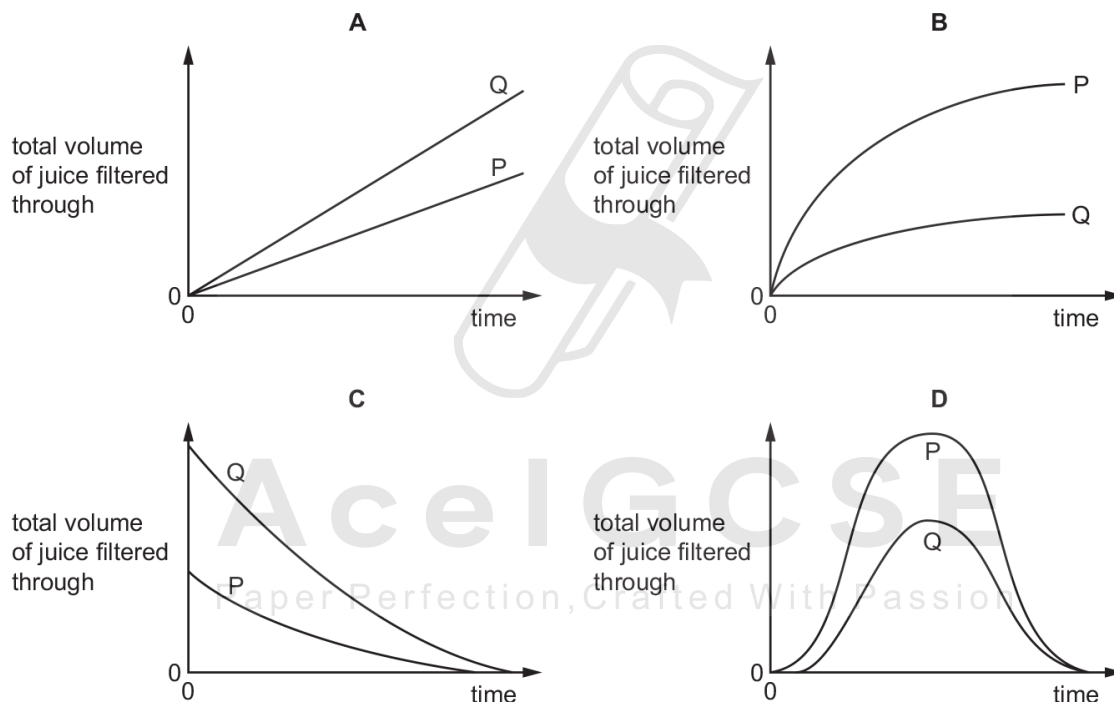 A
B
Q
P
total volume
of juice filtered
through
0
0
time
P
Q
total volume
of juice filtered
through
0
0
time
C
D
Q
P
total volume
of juice filtered
through
0
0
time
P
Q
total volume
of juice filtered
through
0
0
time
AceIGCSE
Paper Perfection, Crafted With Passion